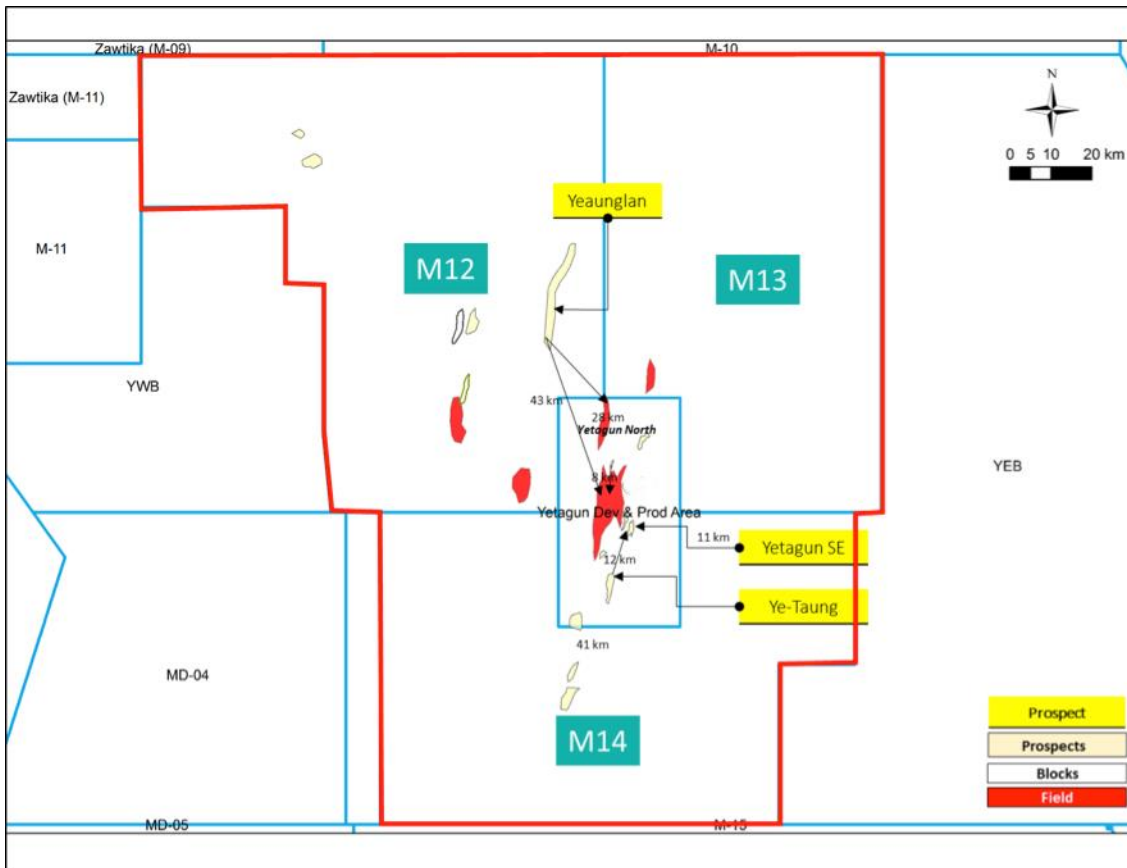 Zawtika (M-09)
M-10
Zawtika (M-11)
N
0 5 10 20 km
Yeaunglan
M-11
M12
M13
YWB
43 km
28 km
Yetagun North
YEB
8 km
Yetagun Dev & Prod Area
11 km
Yetagun SE
12 km
Ye-Taung
41 km
MD-04
M14
Prospect
Prospects
Blocks
Field
MD-05
M-15